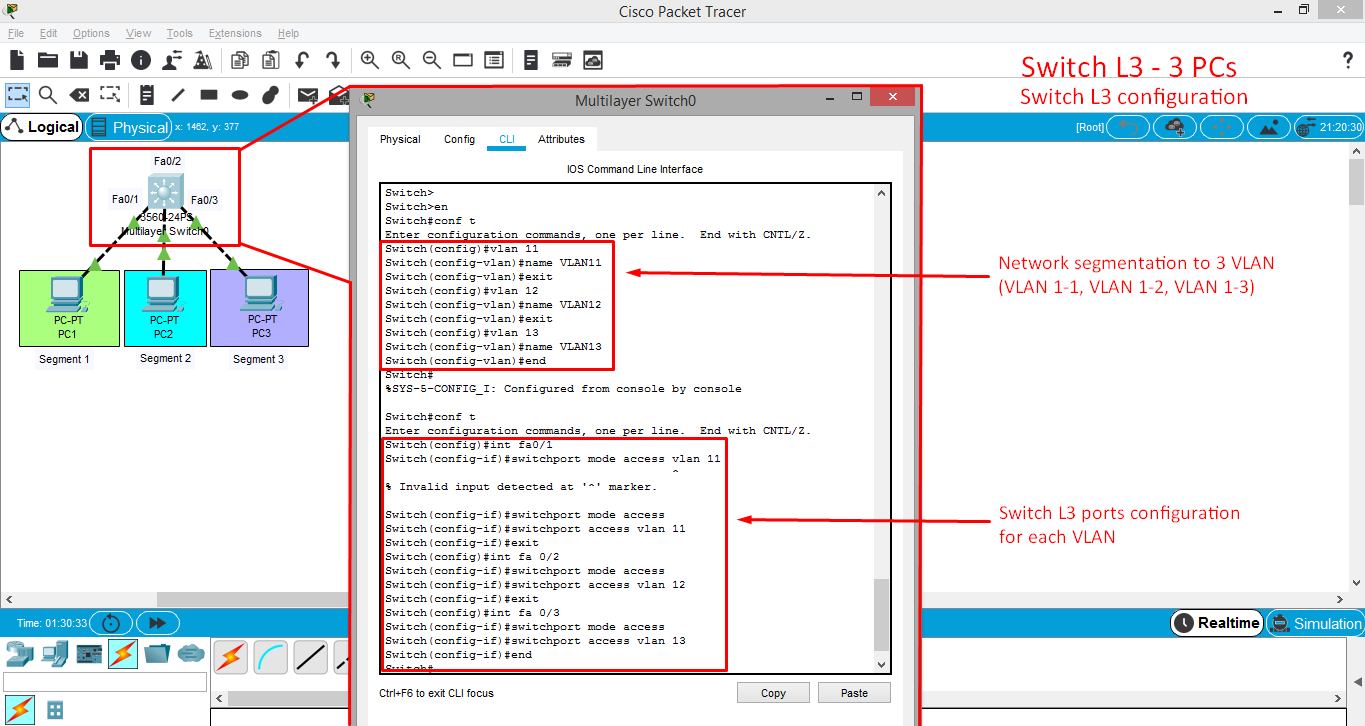 Cisco Packet Tracer
File Edit Options View Tools Extensions Help
Switch L3 - 3 PCs
Switch L3 configuration
Logical
Physical
x: 1462, y: 377
[Root]
21:20:30
Multilayer Switch0
Physical Config CLI Attributes
IOS Command Line Interface
Fa0/2
Fa0/1
Fa0/3
3560-24PS
Multilayer Switch0
PC-PT
PC1
PC-PT
PC2
PC-PT
PC3
Segment 1
Segment 2
Segment 3
Switch>
Switch>en
Switch#conf t
Enter configuration commands, one per line.  End with CNTL/Z.
Switch(config)#vlan 11
Switch(config-vlan)#name VLAN11
Switch(config-vlan)#exit
Switch(config)#vlan 12
Switch(config-vlan)#name VLAN12
Switch(config-vlan)#exit
Switch(config)#vlan 13
Switch(config-vlan)#name VLAN13
Switch(config-vlan)#end
Switch#
%SYS-5-CONFIG_I: Configured from console by console
Switch#conf t
Enter configuration commands, one per line.  End with CNTL/Z.
Switch(config)#int fa0/1
Switch(config-if)#switchport mode access vlan 11
^
% Invalid input detected at '^' marker.
Switch(config-if)#switchport mode access
Switch(config-if)#switchport access vlan 11
Switch(config-if)#exit
Switch(config)#int fa 0/2
Switch(config-if)#switchport mode access
Switch(config-if)#switchport access vlan 12
Switch(config-if)#exit
Switch(config)#int fa 0/3
Switch(config-if)#switchport mode access
Switch(config-if)#switchport access vlan 13
Switch(config-if)#end
Switch#
Network segmentation to 3 VLAN
(VLAN 1-1, VLAN 1-2, VLAN 1-3)
Switch L3 ports configuration
for each VLAN
Ctrl+F6 to exit CLI focus
Copy
Paste
Time: 01:30:33
Realtime
Simulation